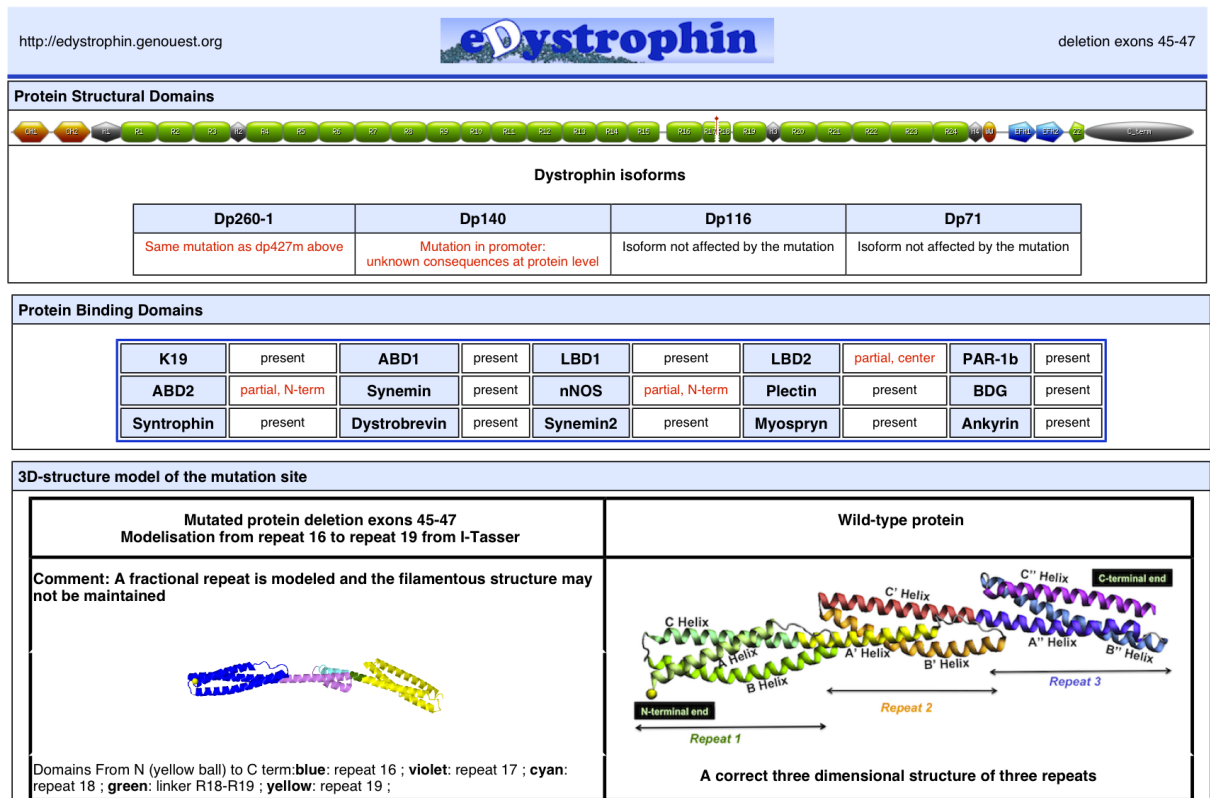 http://edystrophin.genouest.org
eDystrophin
deletion exons 45-47
Protein Structural Domains
CH1 CH2 H1 R1 R2 R3 H2 R4 R5 R6 R7 R8 R9 R10 R11 R12 R13 R14 R15 R16 R17 R18 R19 H3 R20 R21 R22 R23 R24 H4 WW EFH1 EFH2 ZZ C_term
Dystrophin isoforms
Dp260-1 Dp140 Dp116 Dp71
Same mutation as dp427m above
Mutation in promoter:
unknown consequences at protein level
Isoform not affected by the mutation
Isoform not affected by the mutation
Protein Binding Domains
K19 present ABD1 present LBD1 present LBD2 partial, center PAR-1b present
ABD2 partial, N-term Synemin present nNOS partial, N-term Plectin present BDG present
Syntrophin present Dystrobrevin present Synemin2 present Myospryn present Ankyrin present
3D-structure model of the mutation site
Mutated protein deletion exons 45-47
Modelisation from repeat 16 to repeat 19 from I-Tasser
Wild-type protein
Comment: A fractional repeat is modeled and the filamentous structure may
not be maintained
Domains From N (yellow ball) to C term:blue: repeat 16 ; violet: repeat 17 ; cyan:
repeat 18 ; green: linker R18-R19 ; yellow: repeat 19 ;
C'' Helix
C-terminal end
C' Helix
C Helix
A Helix
B Helix
A' Helix
B' Helix
A'' Helix
B'' Helix
Repeat 3
Repeat 2
N-terminal end
Repeat 1
A correct three dimensional structure of three repeats